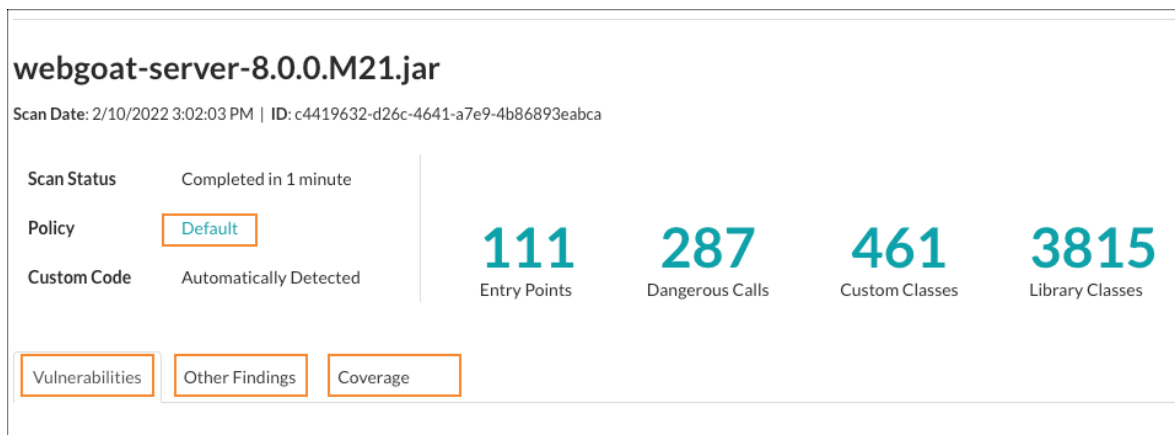 webgoat-server-8.0.0.M21.jar
Scan Date: 2/10/2022 3:02:03 PM | ID: c4419632-d26c-4641-a7e9-4b86893eabca
Scan Status Completed in 1 minute
Policy Default
Custom Code Automatically Detected
111 287 461 3815
Entry Points Dangerous Calls Custom Classes Library Classes
Vulnerabilities Other Findings Coverage